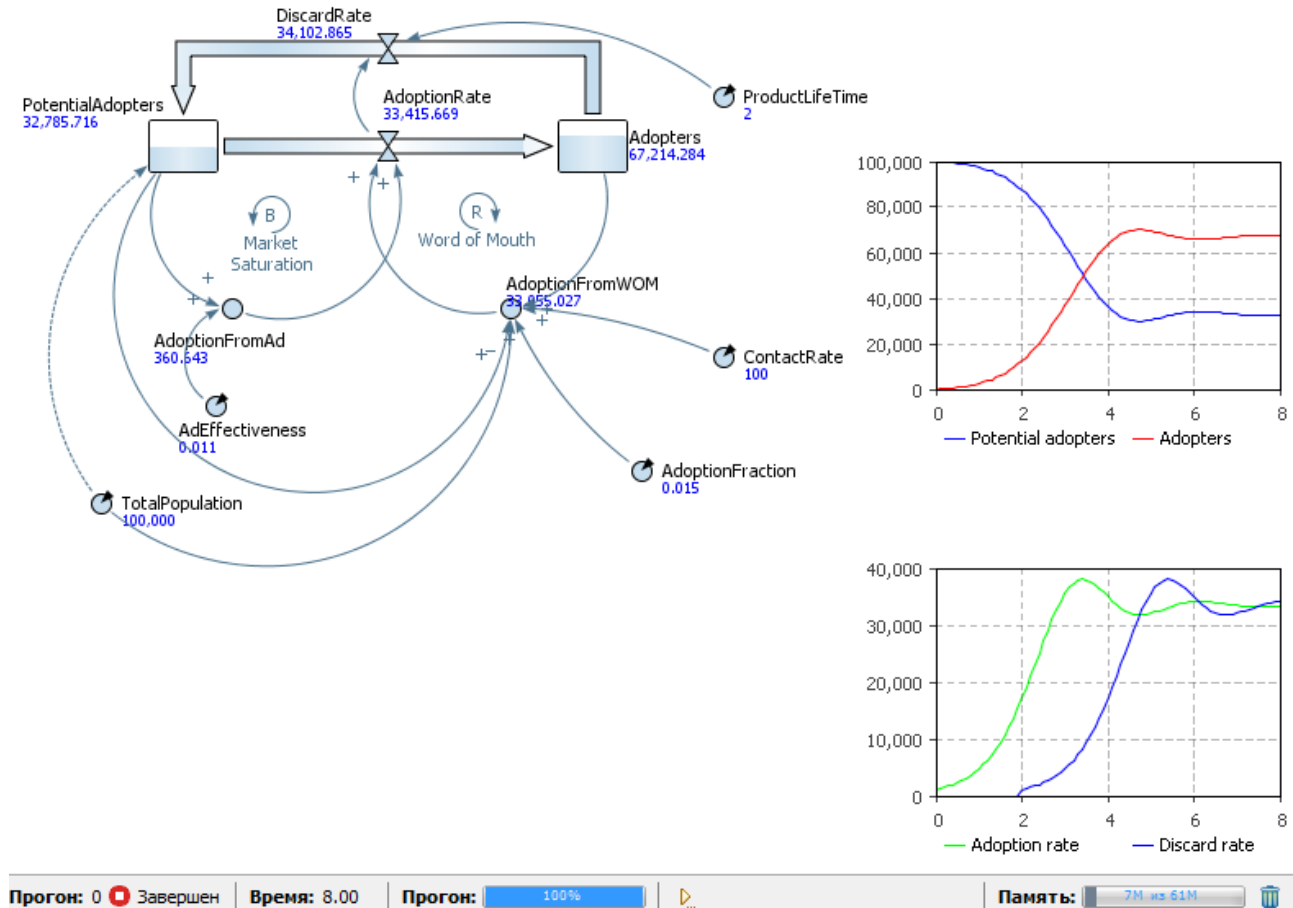 DiscardRate
34,102.865
PotentialAdopters
32,785.716
AdoptionRate
33,415.669
ProductLifeTime
2
Adopters
67,214.284
B
Market
Saturation
R
Word of Mouth
AdoptionFromWOM
33,055.027
AdoptionFromAd
360.643
ContactRate
100
AdEffectiveness
0.011
AdoptionFraction
0.015
TotalPopulation
100,000
100,000
80,000
60,000
40,000
20,000
0
0 2 4 6 8
Potential adopters Adopters
40,000
30,000
20,000
10,000
0
0 2 4 6 8
Adoption rate Discard rate
Прогон: 0 Завершен Время: 8.00 Прогон: 100% Память: 7M из 61M